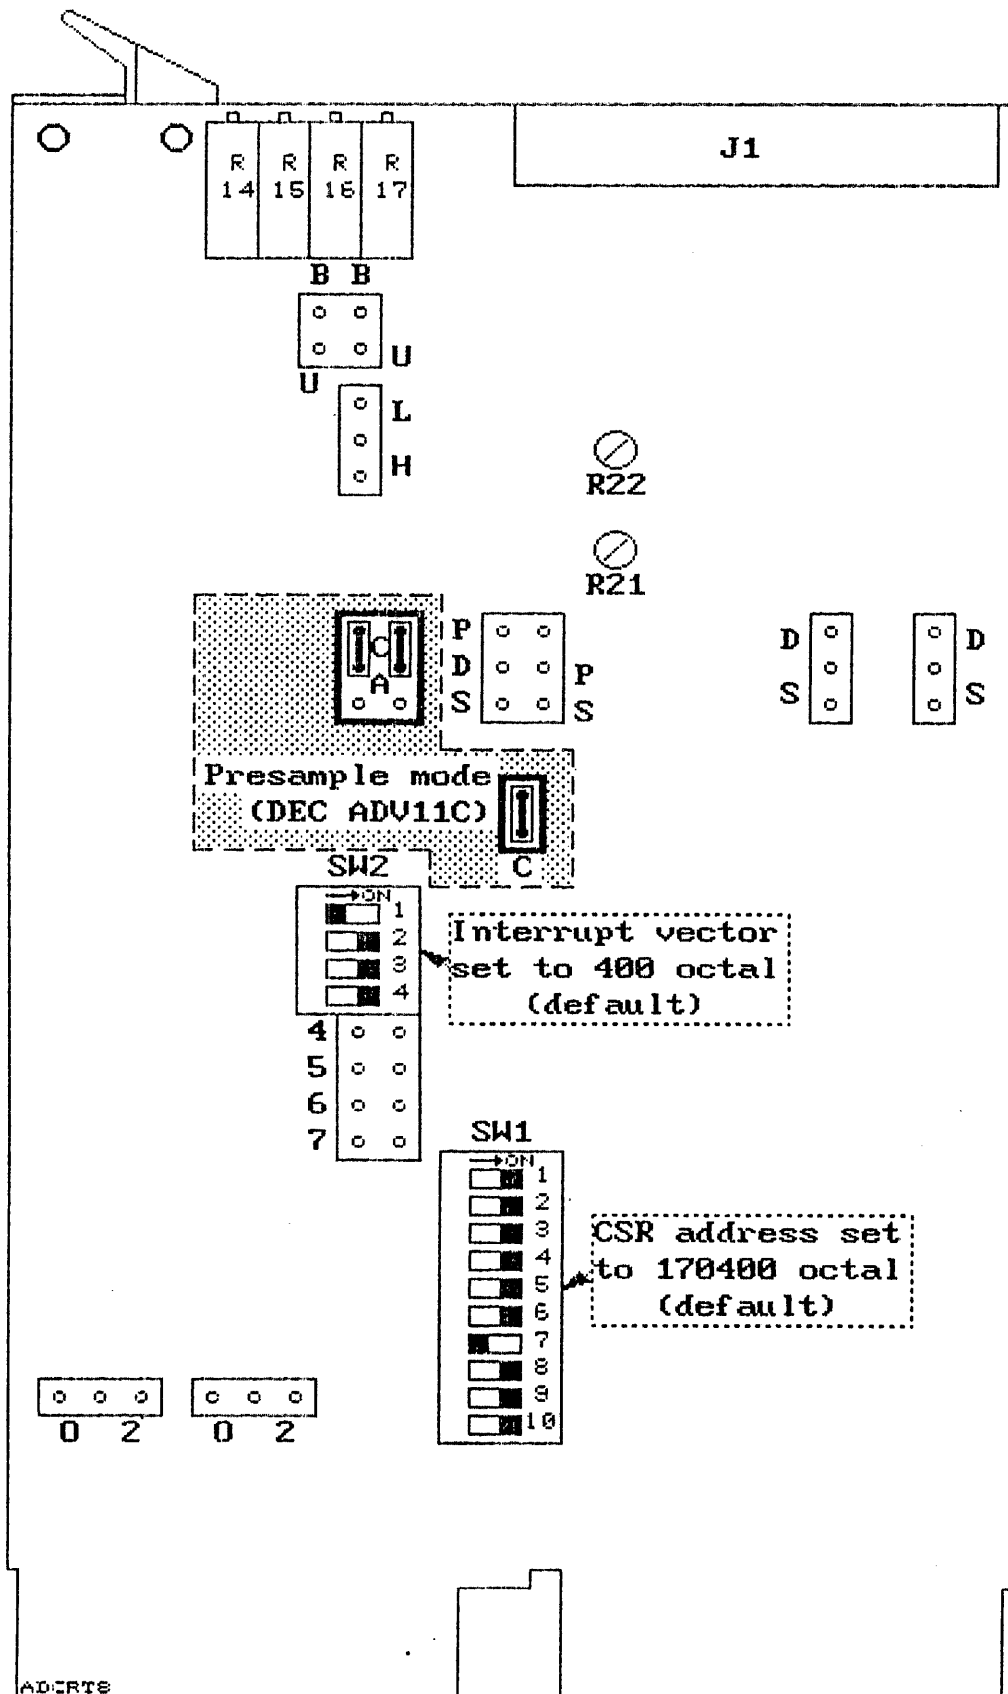 J1
R R R R
14 15 16 17
B B
U
U
L
H
R22
R21
C
A
P
D
S
P
S
D
S
D
S
Presample mode
(DEC ADV11C)
C
SW2
ON
1
2
3
4
Interrupt vector
set to 400 octal
(default)
4
5
6
7
SW1
ON
1
2
3
4
5
6
7
8
9
10
CSR address set
to 170400 octal
(default)
0 2
0 2